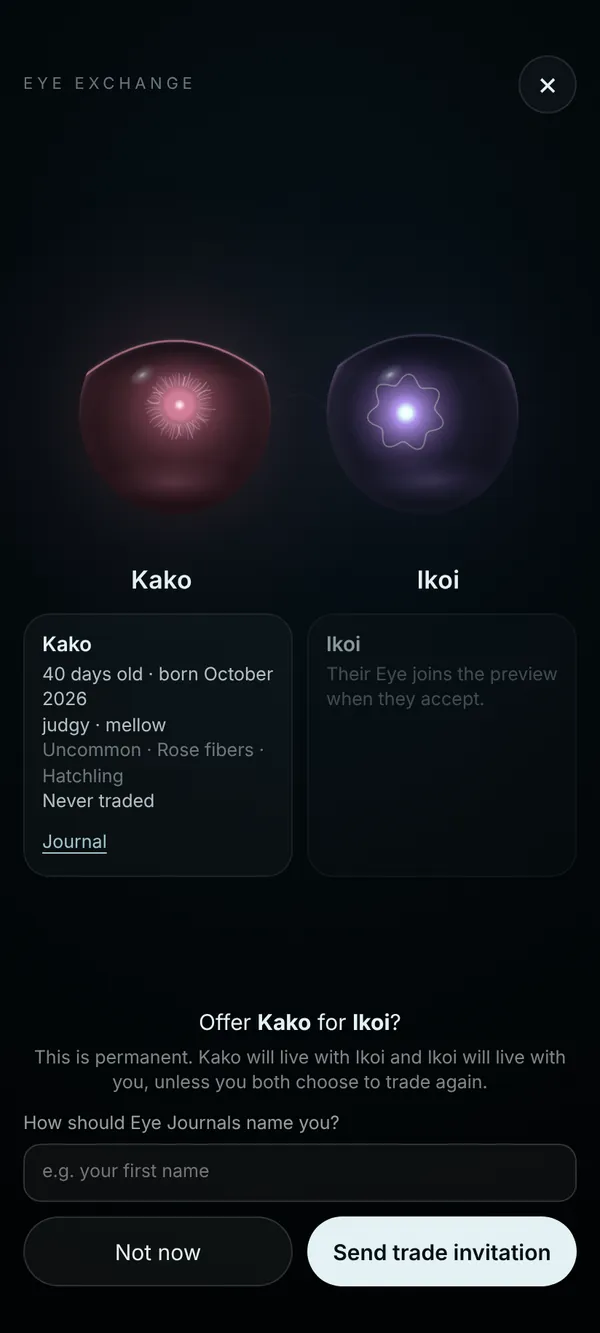 EYE EXCHANGE
Kako
Ikoi
Kako
40 days old · born October
2026
judgy · mellow
Uncommon · Rose fibers ·
Hatchling
Never traded
Journal
Ikoi
Their Eye joins the preview
when they accept.
Offer Kako for Ikoi?
This is permanent. Kako will live with Ikoi and Ikoi will live with
you, unless you both choose to trade again.
How should Eye Journals name you?
e.g. your first name
Not now
Send trade invitation